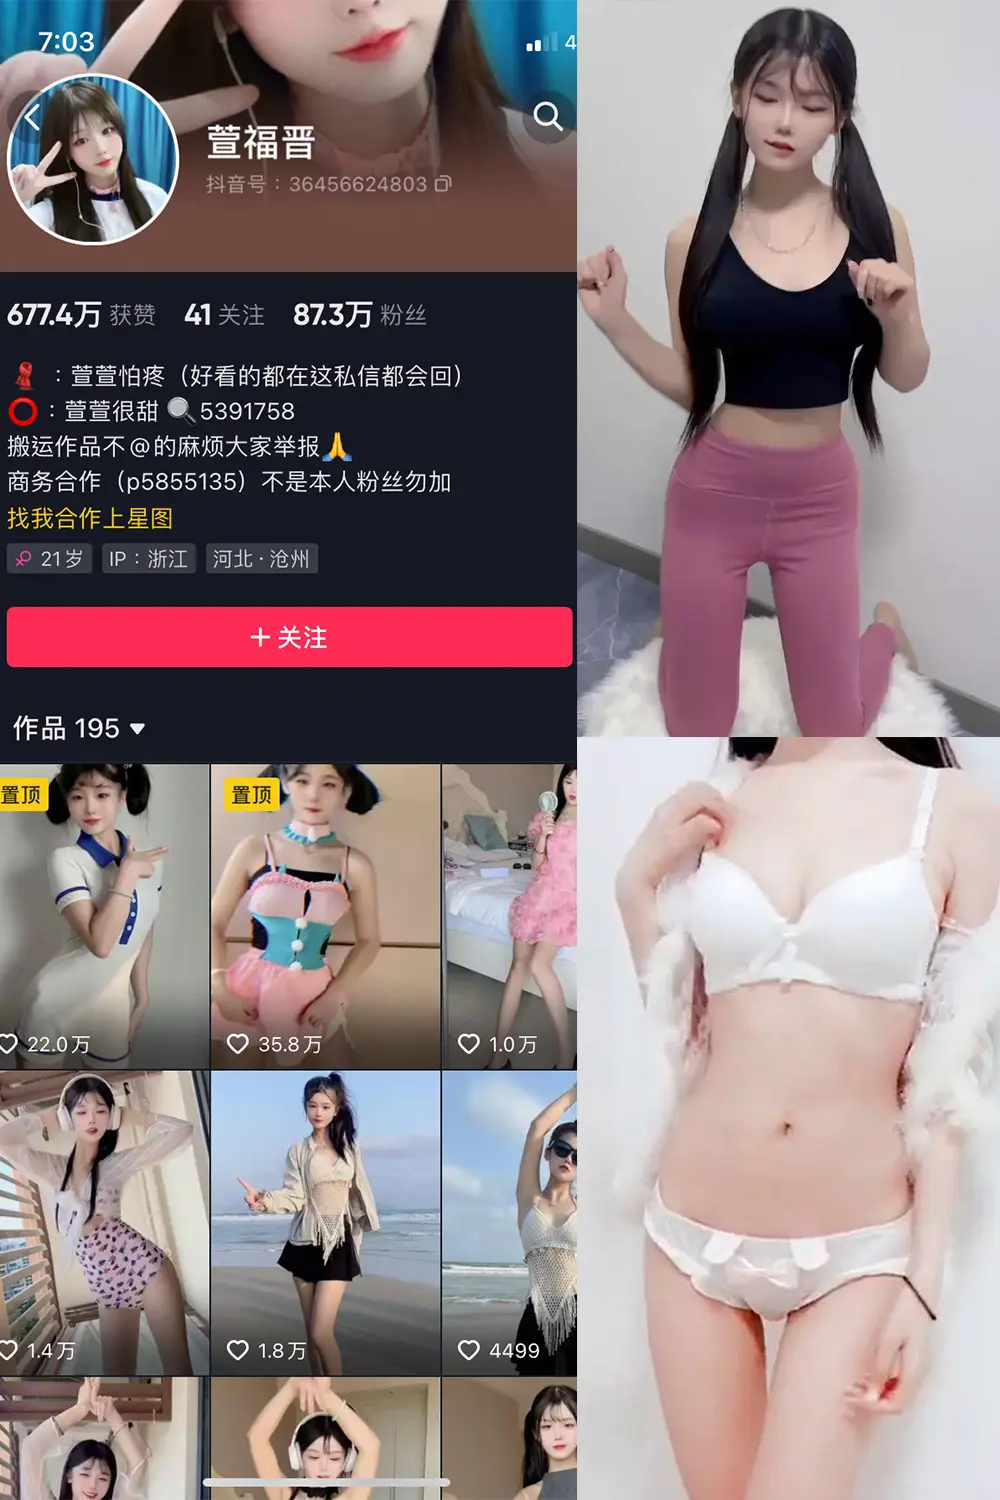 7:03
4
萱福晋
抖音号：36456624803
677.4万 获赞 41 关注 87.3万 粉丝
：萱萱怕疼（好看的都在这私信都会回）
：萱萱很甜 🔍5391758
搬运作品不@的麻烦大家举报🙏
商务合作（p5855135）不是本人粉丝勿加
找我合作上星图
21岁 IP：浙江 河北·沧州
+ 关注
作品 195
置顶 置顶
22.0万 35.8万 1.0万
1.4万 1.8万 4499